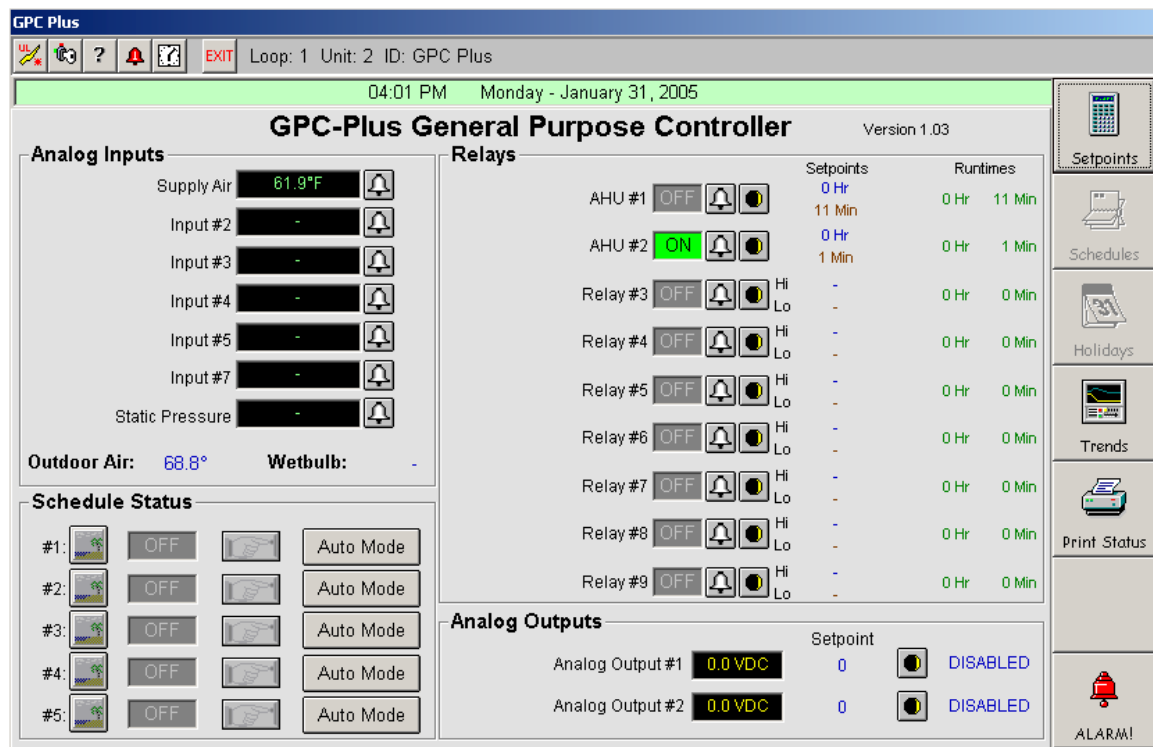 GPC Plus
UL ? ? EXIT Loop: 1 Unit: 2 ID: GPC Plus
04:01 PM Monday - January 31, 2005
GPC-Plus General Purpose Controller Version 1.03
Analog Inputs
Supply Air 61.9°F
Input #2 -
Input #3 -
Input #4 -
Input #5 -
Input #7 -
Static Pressure -
Outdoor Air: 68.8° Wetbulb: -
Schedule Status
#1: OFF Auto Mode
#2: OFF Auto Mode
#3: OFF Auto Mode
#4: OFF Auto Mode
#5: OFF Auto Mode
Relays
Setpoints Runtimes
AHU #1 OFF 0 Hr 0 Hr 11 Min
11 Min
AHU #2 ON 0 Hr 0 Hr 1 Min
1 Min
Relay #3 OFF Hi - 0 Hr 0 Min
Lo -
Relay #4 OFF Hi - 0 Hr 0 Min
Lo -
Relay #5 OFF Hi - 0 Hr 0 Min
Lo -
Relay #6 OFF Hi - 0 Hr 0 Min
Lo -
Relay #7 OFF Hi - 0 Hr 0 Min
Lo -
Relay #8 OFF Hi - 0 Hr 0 Min
Lo -
Relay #9 OFF Hi - 0 Hr 0 Min
Lo -
Analog Outputs
Setpoint
Analog Output #1 0.0 VDC 0 DISABLED
Analog Output #2 0.0 VDC 0 DISABLED
Setpoints
Schedules
31
Holidays
Trends
Print Status
ALARM!